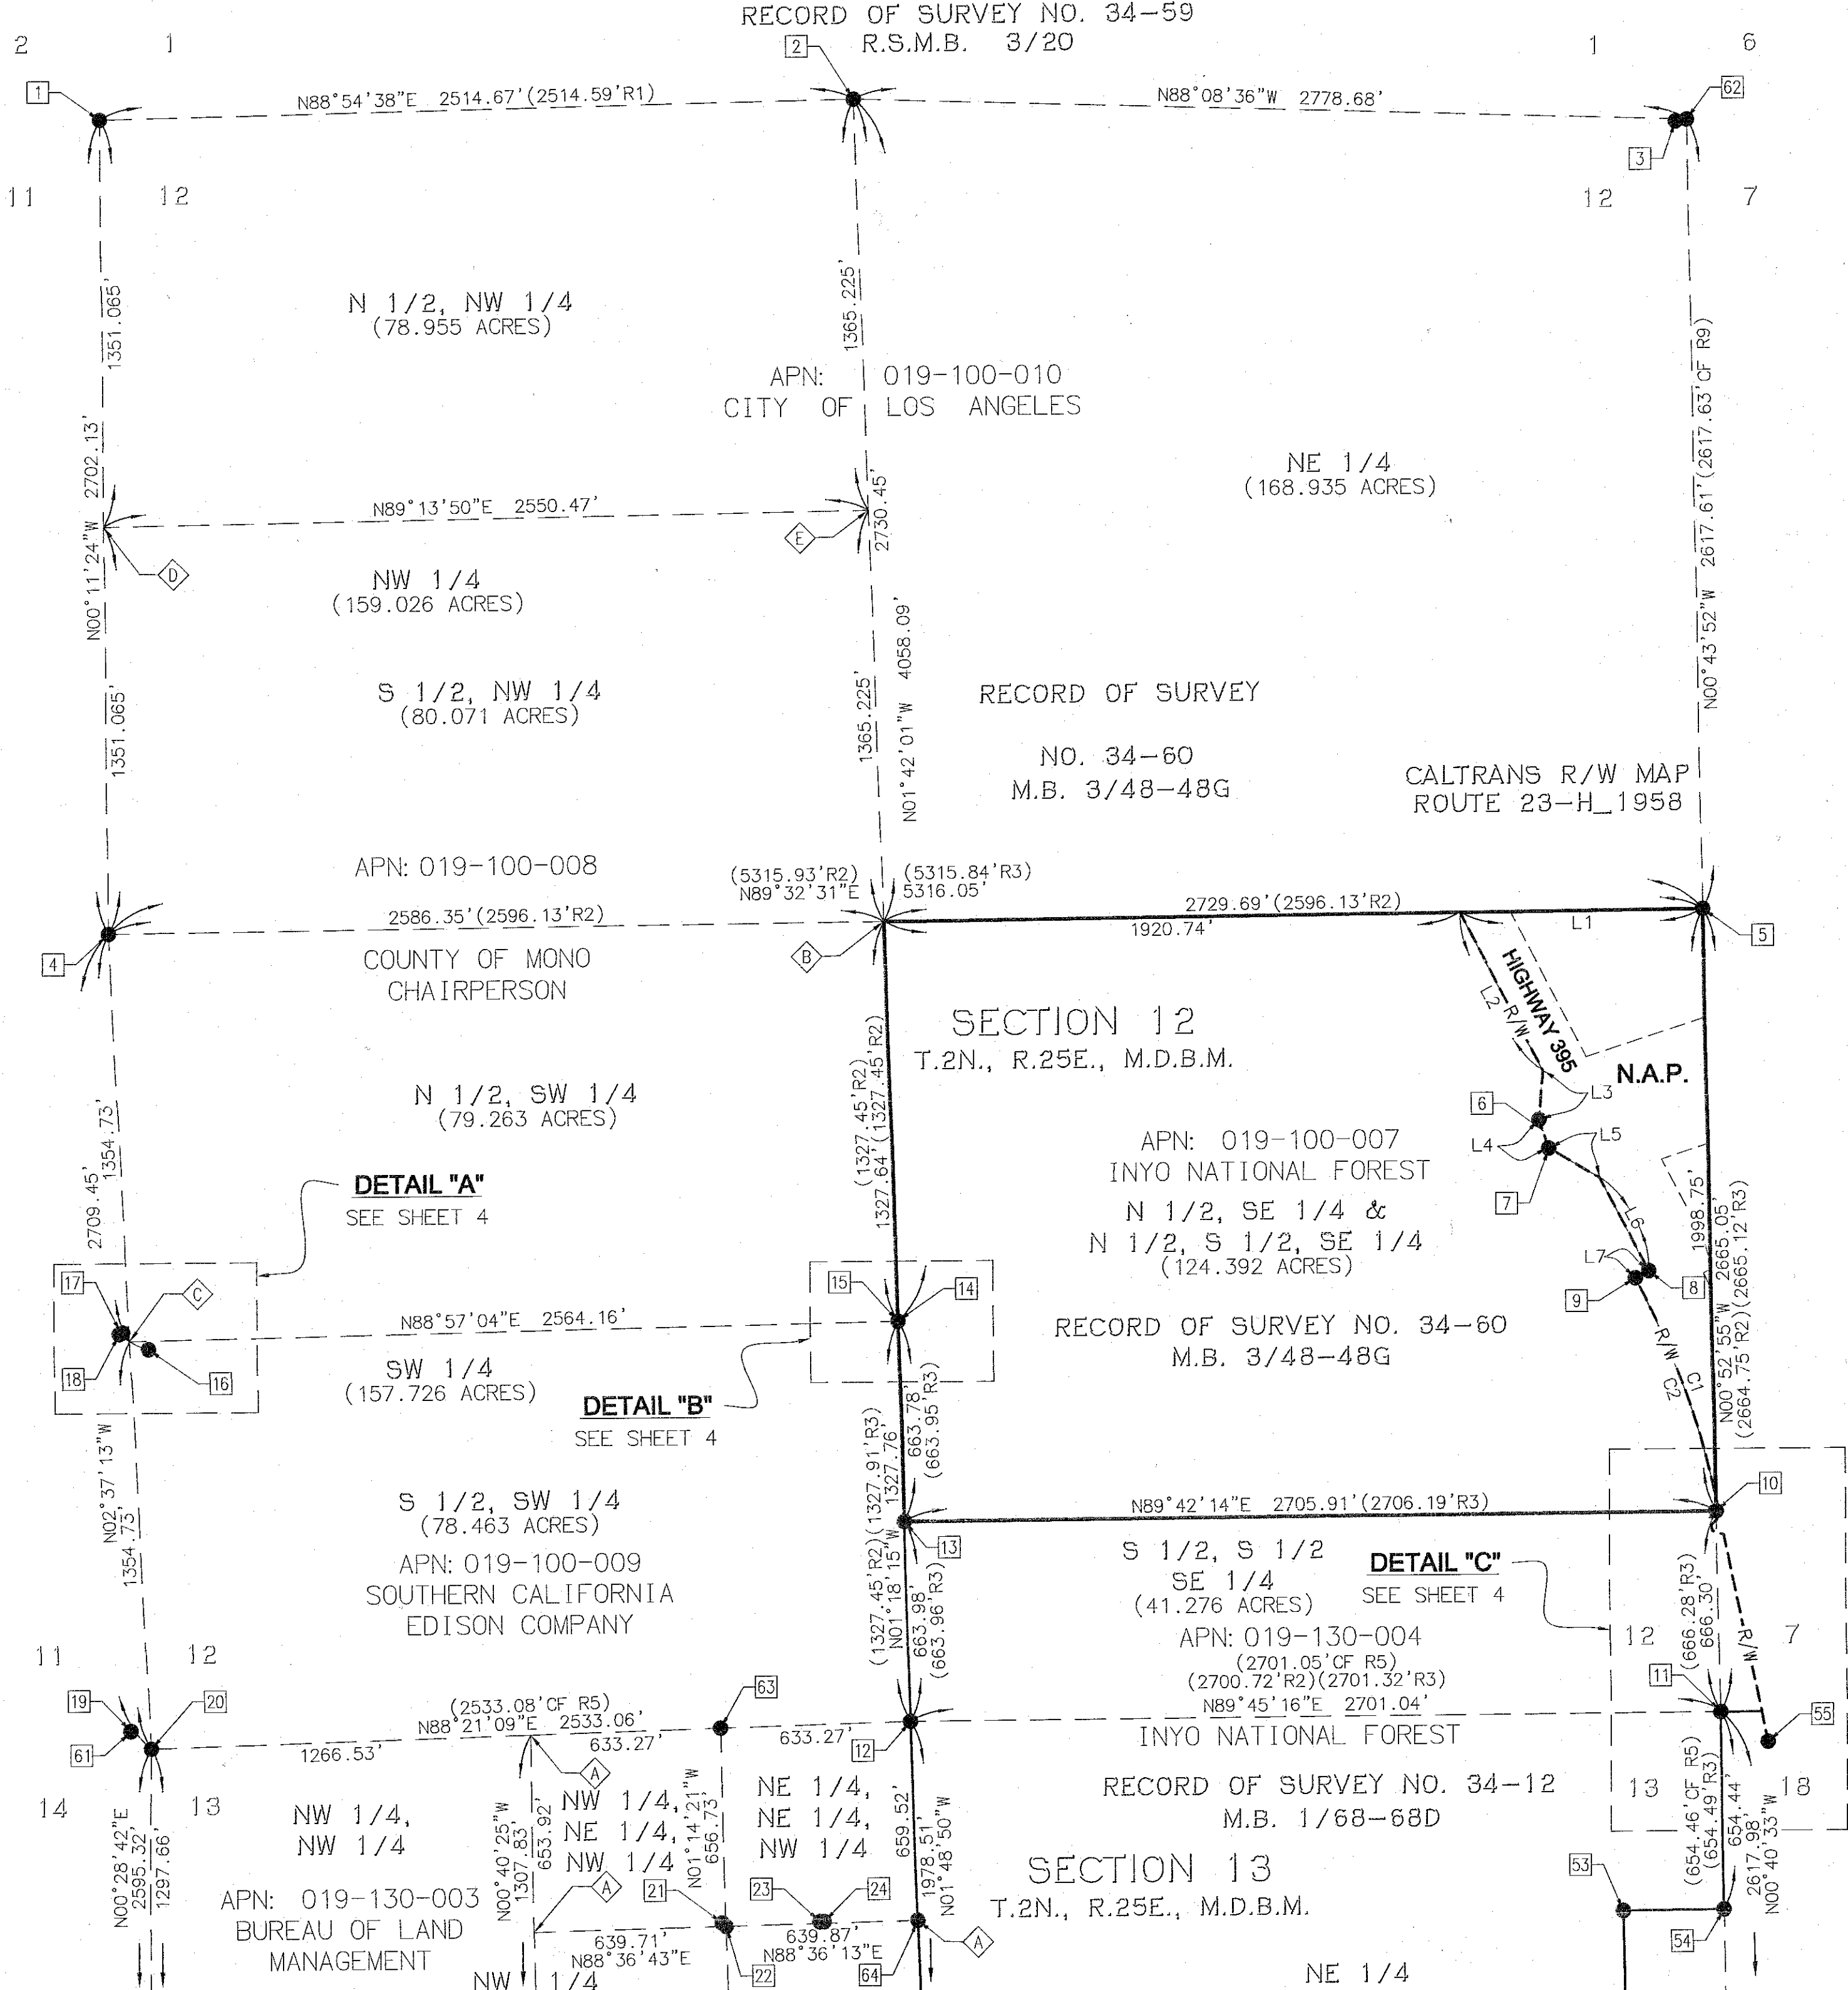 RECORD OF SURVEY NO. 34-59
R.S.M.B. 3/20
2
1
2
1
6
1
N88°54'38"E 2514.67'(2514.59'R1)
N88°08'36"W 2778.68'
62
3
11
12
12
7
1351.065'
N 1/2, NW 1/4
(78.955 ACRES)
1365.225'
APN: 019-100-010
CITY OF LOS ANGELES
NE 1/4
(168.935 ACRES)
N00°43'52"W 2617.61'(2617.63'CF R9)
N00°11'24"W 2702.13'
N89°13'50"E 2550.47'
E
2730.45'
D
NW 1/4
(159.026 ACRES)
S 1/2, NW 1/4
(80.071 ACRES)
1351.065'
1365.225'
N01°42'01"W 4058.09'
RECORD OF SURVEY
NO. 34-60
M.B. 3/48-48G
CALTRANS R/W MAP
ROUTE 23-H_1958
APN: 019-100-008
(5315.93'R2)
(5315.84'R3)
N89°32'31"E
5316.05'
2586.35'(2596.13'R2)
2729.69'(2596.13'R2)
1920.74'
L1
4
5
B
COUNTY OF MONO
CHAIRPERSON
SECTION 12
T.2N., R.25E., M.D.B.M.
L2
R/W
HIGHWAY 395
N.A.P.
L3
6
L4
L5
7
(1327.45'R2)
1327.64'(1327.45'R2)
N 1/2, SW 1/4
(79.263 ACRES)
2709.45'
1354.73'
DETAIL "A"
SEE SHEET 4
APN: 019-100-007
INYO NATIONAL FOREST
N 1/2, SE 1/4 &
N 1/2, S 1/2, SE 1/4
(124.392 ACRES)
L6
L7
8
9
1998.75'
N00°52'55"W 2665.05'
(2664.75'R2)(2665.12'R3)
17
C
18
16
15
14
N88°57'04"E 2564.16'
RECORD OF SURVEY NO. 34-60
M.B. 3/48-48G
R/W
C1
C2
SW 1/4
(157.726 ACRES)
DETAIL "B"
SEE SHEET 4
N02°37'13"W
1354.73'
663.78'
(663.95'R3)
(1327.45'R2)(1327.91'R3)
N01°18'15"W 1327.76'
S 1/2, SW 1/4
(78.463 ACRES)
APN: 019-100-009
SOUTHERN CALIFORNIA
EDISON COMPANY
N89°42'14"E 2705.91'(2706.19'R3)
10
13
S 1/2, S 1/2
SE 1/4
(41.276 ACRES)
DETAIL "C"
SEE SHEET 4
663.98'
(663.96'R3)
(666.28'R3)
666.30'
R/W
APN: 019-130-004
(2701.05'CF R5)
(2700.72'R2)(2701.32'R3)
N89°45'16"E 2701.04'
INYO NATIONAL FOREST
11
12
12
7
11
19
20
61
63
12
55
(2533.08'CF R5)
N88°21'09"E 2533.06'
1266.53'
633.27'
633.27'
A
14
13
13
18
NW 1/4,
NW 1/4
NW 1/4,
NE 1/4,
NW 1/4
NE 1/4,
NE 1/4,
NW 1/4
RECORD OF SURVEY NO. 34-12
M.B. 1/68-68D
SECTION 13
T.2N., R.25E., M.D.B.M.
N00°28'42"E
2595.32'
1297.66'
N00°40'25"W
1307.83'
653.92'
N01°14'21"W
656.73'
659.52'
1978.51'
N01°48'50"W
(654.46'CF R5)
(654.49'R3)
654.44'
2617.98'
N00°40'33"W
APN: 019-130-003
BUREAU OF LAND
MANAGEMENT
A
21
23
24
22
64
A
53
54
639.71'
N88°36'43"E
639.87'
N88°36'13"E
NW 1/4
NE 1/4